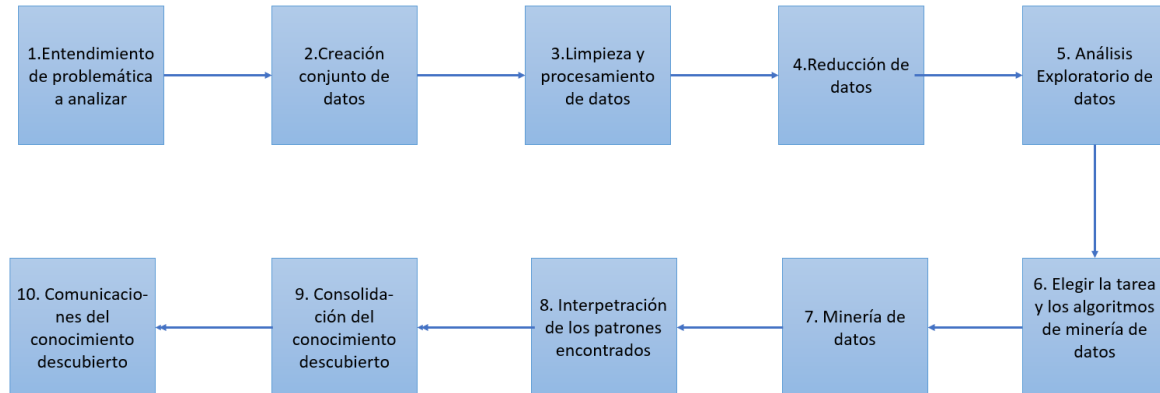 1.Entendimiento
de problemática
a analizar
2.Creación
conjunto de
datos
3.Limpieza y
procesamiento
de datos
4.Reducción de
datos
5. Análisis
Exploratorio de
datos
6. Elegir la tarea
y los algoritmos
de minería de
datos
7. Minería de
datos
8. Interpetración
de los patrones
encontrados
9. Consolida-
ción del
conocimiento
descubierto
10. Comunicacio-
nes del
conocimiento
descubierto